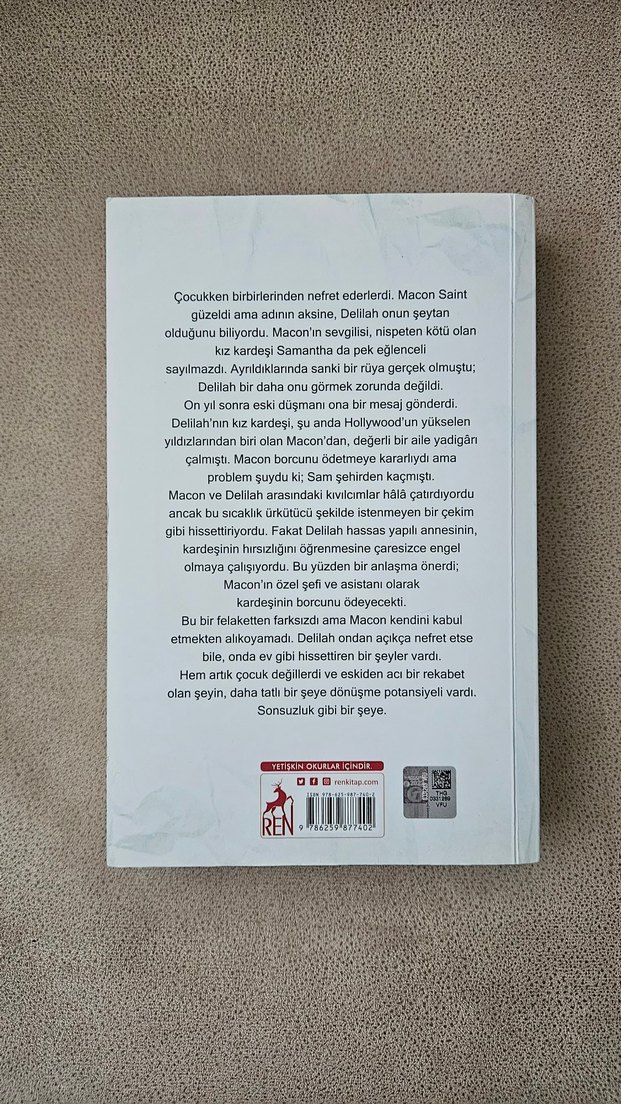 Çocukken birbirlerinden nefret ederlerdi. Macon Saint
güzeldi ama adının aksine, Delilah onun şeytan
olduğunu biliyordu. Macon'ın sevgilisi, nispeten kötü olan
kız kardeşi Samantha da pek eğlenceli
sayılmazdı. Ayrıldıklarında sanki bir rüya gerçek olmuştu;
Delilah bir daha onu görmek zorunda değildi.
On yıl sonra eski düşmanı ona bir mesaj gönderdi.
Delilah'nın kız kardeşi, şu anda Hollywood'un yükselen
yıldızlarından biri olan Macon'dan, değerli bir aile yadigârı
çalmıştı. Macon borcunu ödetmeye kararlıydı ama
problem şuydu ki; Sam şehirden kaçmıştı.
Macon ve Delilah arasındaki kıvılcımlar hâlâ çatırdıyordu
ancak bu sıcaklık ürkütücü şekilde istenmeyen bir çekim
gibi hissettiriyordu. Fakat Delilah hassas yapılı annesinin,
kardeşinin hırsızlığını öğrenmesine çaresizce engel
olmaya çalışıyordu. Bu yüzden bir anlaşma önerdi;
Macon'ın özel şefi ve asistanı olarak
kardeşinin borcunu ödeyecekti.
Bu bir felaketten farksızdı ama Macon kendini kabul
etmekten alıkoyamadı. Delilah ondan açıkça nefret etse
bile, onda ev gibi hissettiren bir şeyler vardı.
Hem artık çocuk değillerdi ve eskiden acı bir rekabet
olan şeyin, daha tatlı bir şeye dönüşme potansiyeli vardı.
Sonsuzluk gibi bir şeye.
YETİŞKİN OKURLAR İÇİNDİR.
renkitap.com
ISBN 978-625-987-740-2
REN
9 786259 877402
THG
0331269
VFU